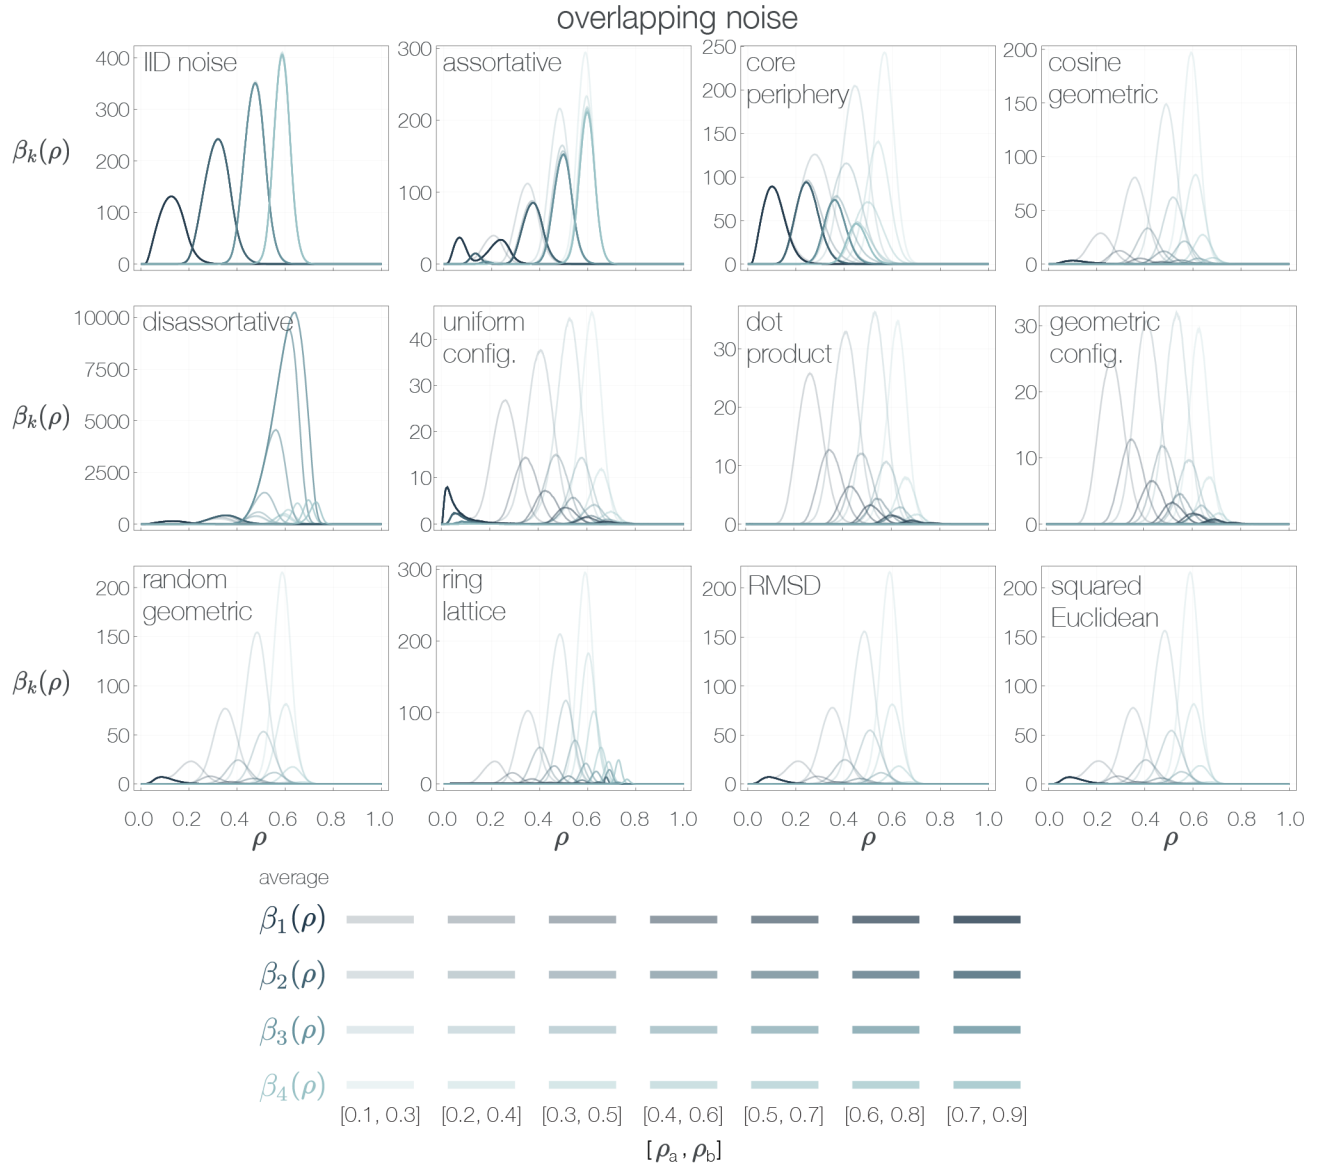 overlapping noise
IID noise
assortative
core
periphery
cosine
geometric
βk(ρ)
400
300
200
100
0
300
200
100
0
250
200
150
100
50
0
200
150
100
50
0
disassortative
uniform
config.
dot
product
geometric
config.
βk(ρ)
10000
7500
5000
2500
0
40
30
20
10
0
30
20
10
0
30
20
10
0
random
geometric
ring
lattice
RMSD
squared
Euclidean
βk(ρ)
200
150
100
50
0
300
200
100
0
200
150
100
50
0
200
150
100
50
0
0.0 0.2 0.4 0.6 0.8 1.0 0.0 0.2 0.4 0.6 0.8 1.0 0.0 0.2 0.4 0.6 0.8 1.0 0.0 0.2 0.4 0.6 0.8 1.0
ρ ρ ρ ρ
average
β1(ρ)
β2(ρ)
β3(ρ)
β4(ρ)
[0.1, 0.3] [0.2, 0.4] [0.3, 0.5] [0.4, 0.6] [0.5, 0.7] [0.6, 0.8] [0.7, 0.9]
[ρa, ρb]